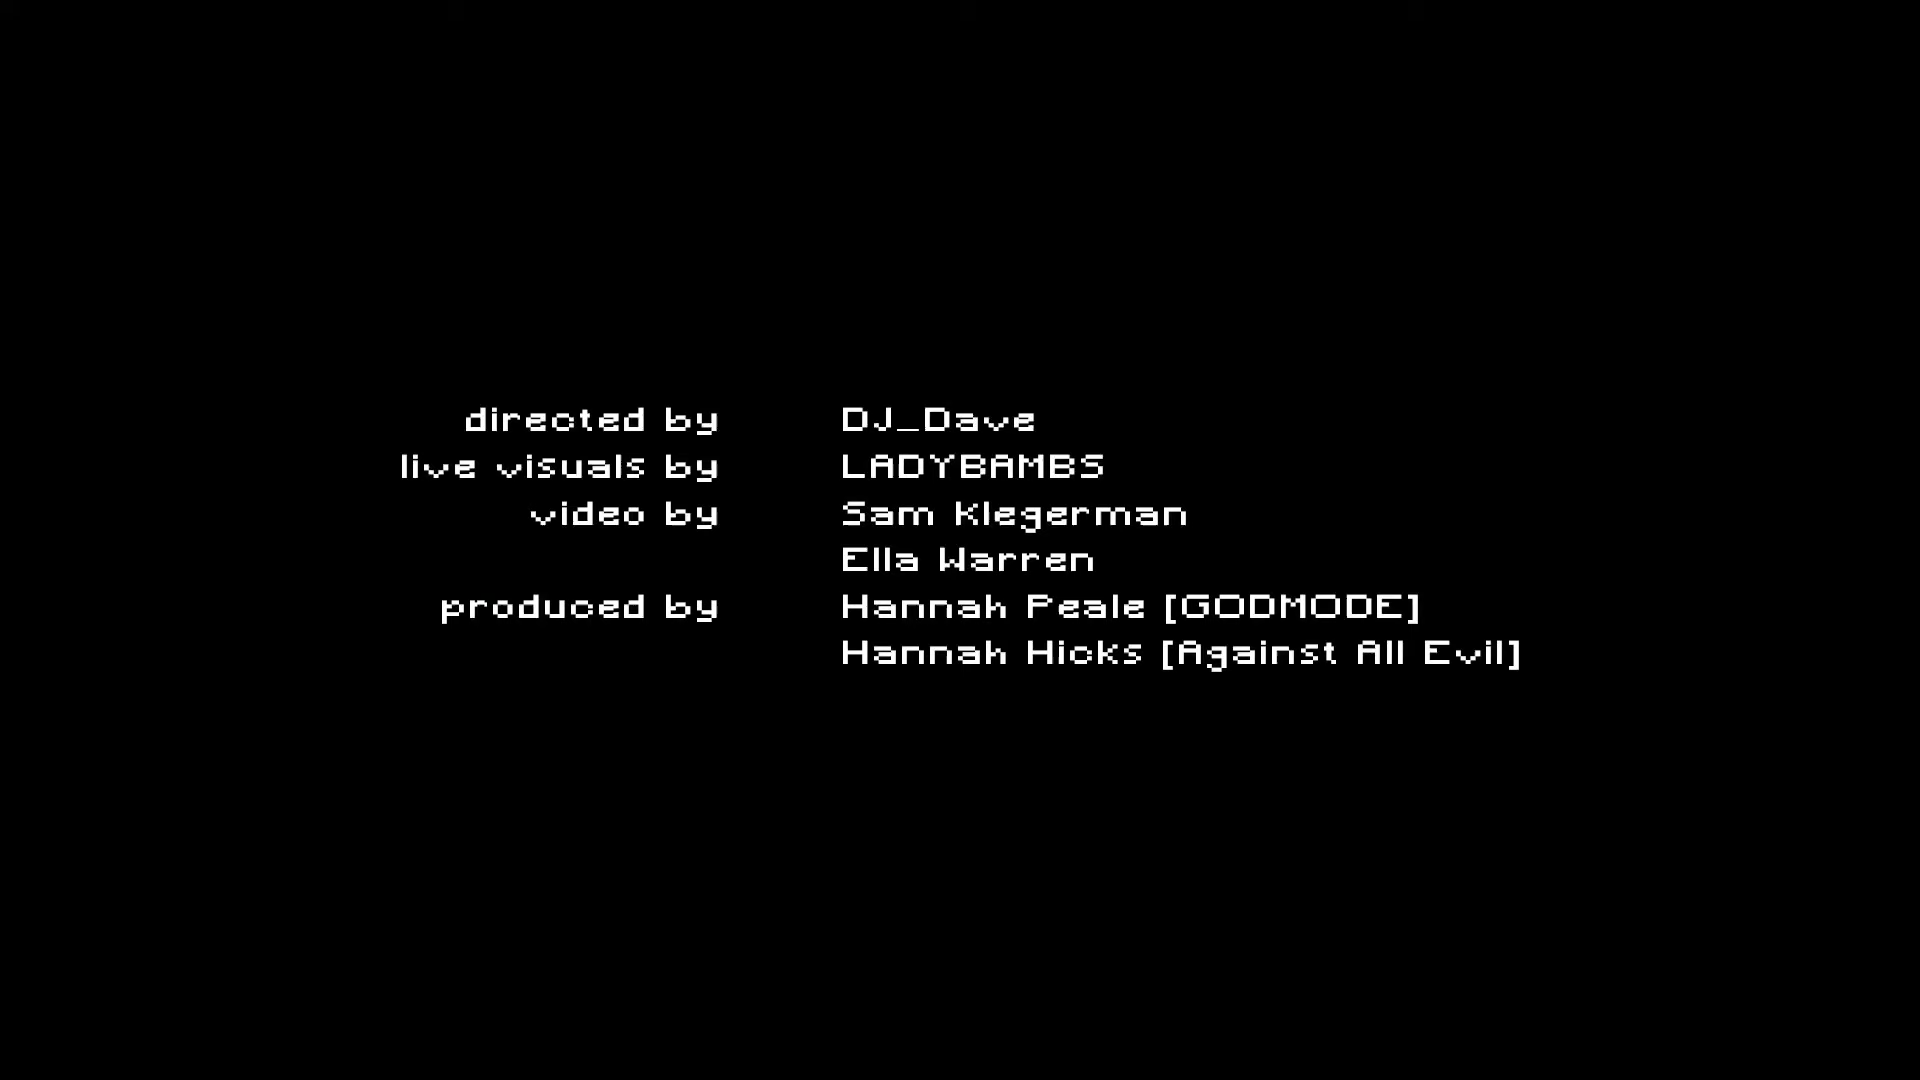 directed by DJ_Dave
live visuals by LADYBAMBS
video by Sam Klegerman
Ella Warren
produced by Hannah Peale [GODMODE]
Hannah Hicks [Against All Evil]